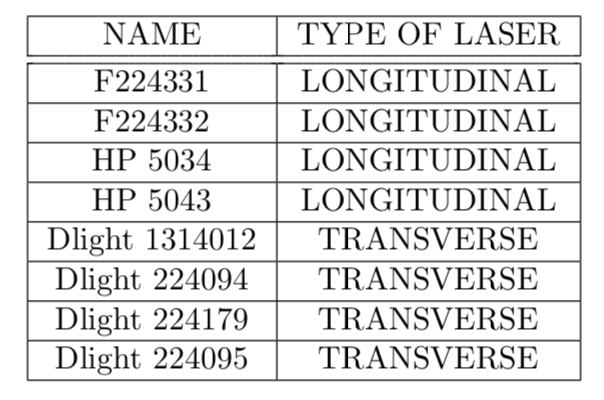 NAME TYPE OF LASER
F224331 LONGITUDINAL
F224332 LONGITUDINAL
HP 5034 LONGITUDINAL
HP 5043 LONGITUDINAL
Dlight 1314012 TRANSVERSE
Dlight 224094 TRANSVERSE
Dlight 224179 TRANSVERSE
Dlight 224095 TRANSVERSE